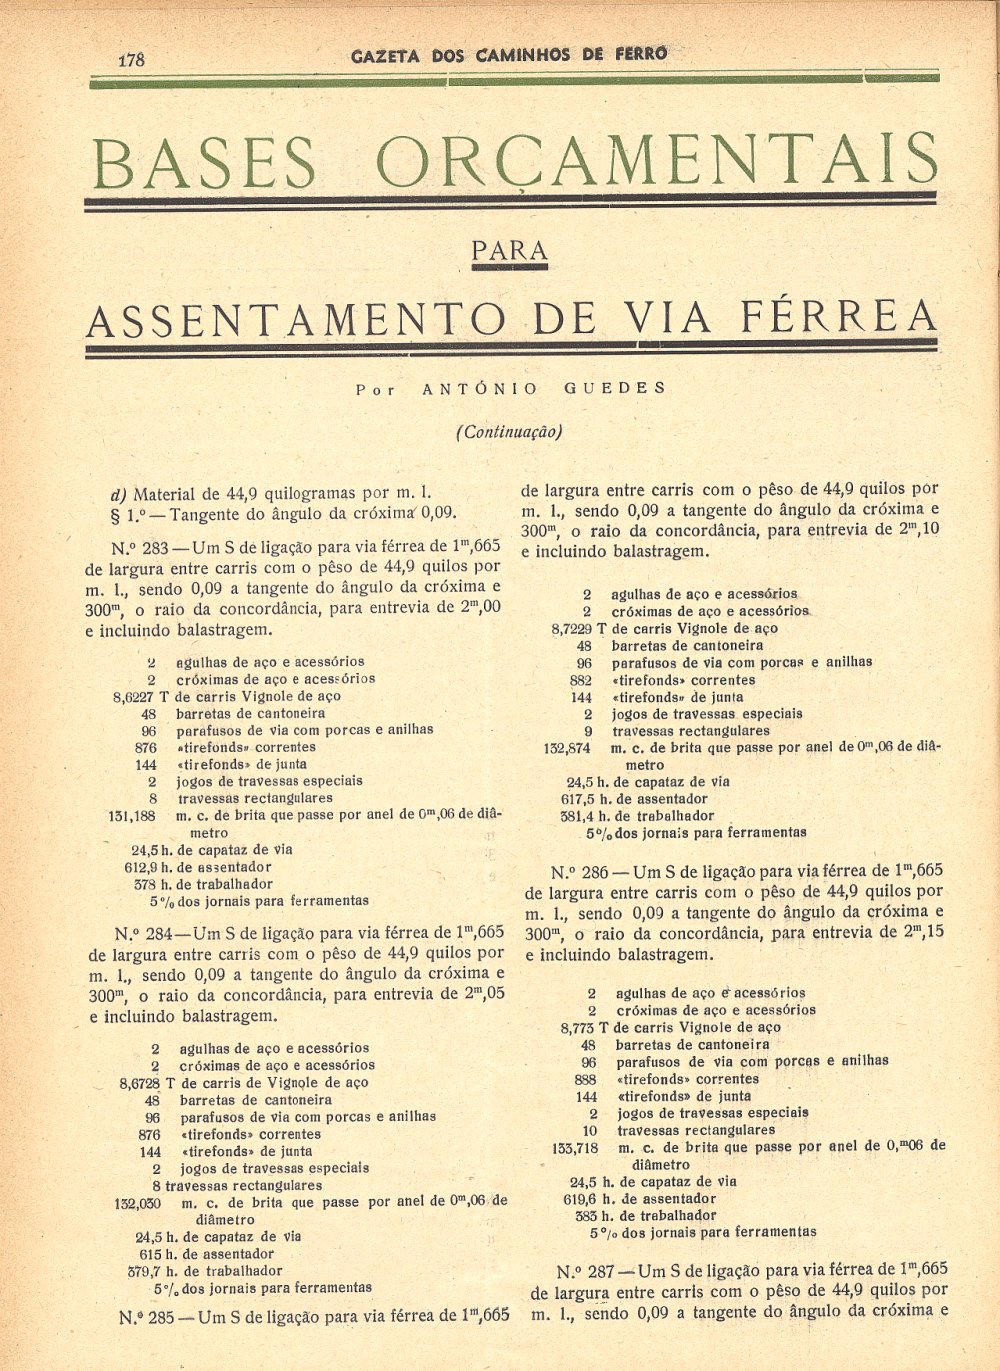 178
GAZETA DOS CAMINHOS DE FERRO
BASES ORÇAMENTAIS
PARA
ASSENTAMENTO DE VIA FÉRREA
Por ANTÓNIO GUEDES
(Continuação)
d) Material de 44,9 quilogramas por m. l.
§ 1.º — Tangente do ângulo da cróxima 0,09.
N.º 283 — Um S de ligação para via férrea de 1ᵐ,665
de largura entre carris com o pêso de 44,9 quilos por
m. l., sendo 0,09 a tangente do ângulo da cróxima e
300ᵐ, o raio da concordância, para entrevia de 2ᵐ,00
e incluindo balastragem.
2 agulhas de aço e acessórios
2 cróximas de aço e acessórios
8,6227 T de carris Vignole de aço
48 barretas de cantoneira
96 parafusos de via com porcas e anilhas
876 «tirefonds» correntes
144 «tirefonds» de junta
2 jogos de travessas especiais
8 travessas rectangulares
131,188 m. c. de brita que passe por anel de 0ᵐ,06 de diâ-
metro
24,5 h. de capataz de via
612,9 h. de assentador
378 h. de trabalhador
5 % dos jornais para ferramentas
N.º 284 — Um S de ligação para via férrea de 1ᵐ,665
de largura entre carris com o pêso de 44,9 quilos por
m. l., sendo 0,09 a tangente do ângulo da cróxima e
300ᵐ, o raio da concordância, para entrevia de 2ᵐ,05
e incluindo balastragem.
2 agulhas de aço e acessórios
2 cróximas de aço e acessórios
8,6728 T de carris de Vignole de aço
48 barretas de cantoneira
96 parafusos de via com porcas e anilhas
876 «tirefonds» correntes
144 «tirefonds» de junta
2 jogos de travessas especiais
8 travessas rectangulares
132,030 m. c. de brita que passe por anel de 0ᵐ,06 de
diâmetro
24,5 h. de capataz de via
615 h. de assentador
379,7 h. de trabalhador
5 % dos jornais para ferramentas
N.º 285 — Um S de ligação para via férrea de 1ᵐ,665
de largura entre carris com o pêso de 44,9 quilos por
m. l., sendo 0,09 a tangente do ângulo da cróxima e
300ᵐ, o raio da concordância, para entrevia de 2ᵐ,10
e incluindo balastragem.
2 agulhas de aço e acessórios
2 cróximas de aço e acessórios
8,7229 T de carris Vignole de aço
48 barretas de cantoneira
96 parafusos de via com porcas e anilhas
882 «tirefonds» correntes
144 «tirefonds» de junta
2 jogos de travessas especiais
9 travessas rectangulares
132,874 m. c. de brita que passe por anel de 0ᵐ,06 de diâ-
metro
24,5 h. de capataz de via
617,5 h. de assentador
381,4 h. de trabalhador
5 % dos jornais para ferramentas
N.º 286 — Um S de ligação para via férrea de 1ᵐ,665
de largura entre carris com o pêso de 44,9 quilos por
m. l., sendo 0,09 a tangente do ângulo da cróxima e
300ᵐ, o raio da concordância, para entrevia de 2ᵐ,15
e incluindo balastragem.
2 agulhas de aço e acessórios
2 cróximas de aço e acessórios
8,773 T de carris Vignole de aço
48 barretas de cantoneira
96 parafusos de via com porcas e anilhas
888 «tirefonds» correntes
144 «tirefonds» de junta
2 jogos de travessas especiais
10 travessas rectangulares
133,718 m. c. de brita que passe por anel de 0,ᵐ06 de
diâmetro
24,5 h. de capataz de via
619,6 h. de assentador
383 h. de trabalhador
5 % dos jornais para ferramentas
N.º 287 — Um S de ligação para via férrea de 1ᵐ,665
de largura entre carris com o pêso de 44,9 quilos por
m. l., sendo 0,09 a tangente do ângulo da cróxima e